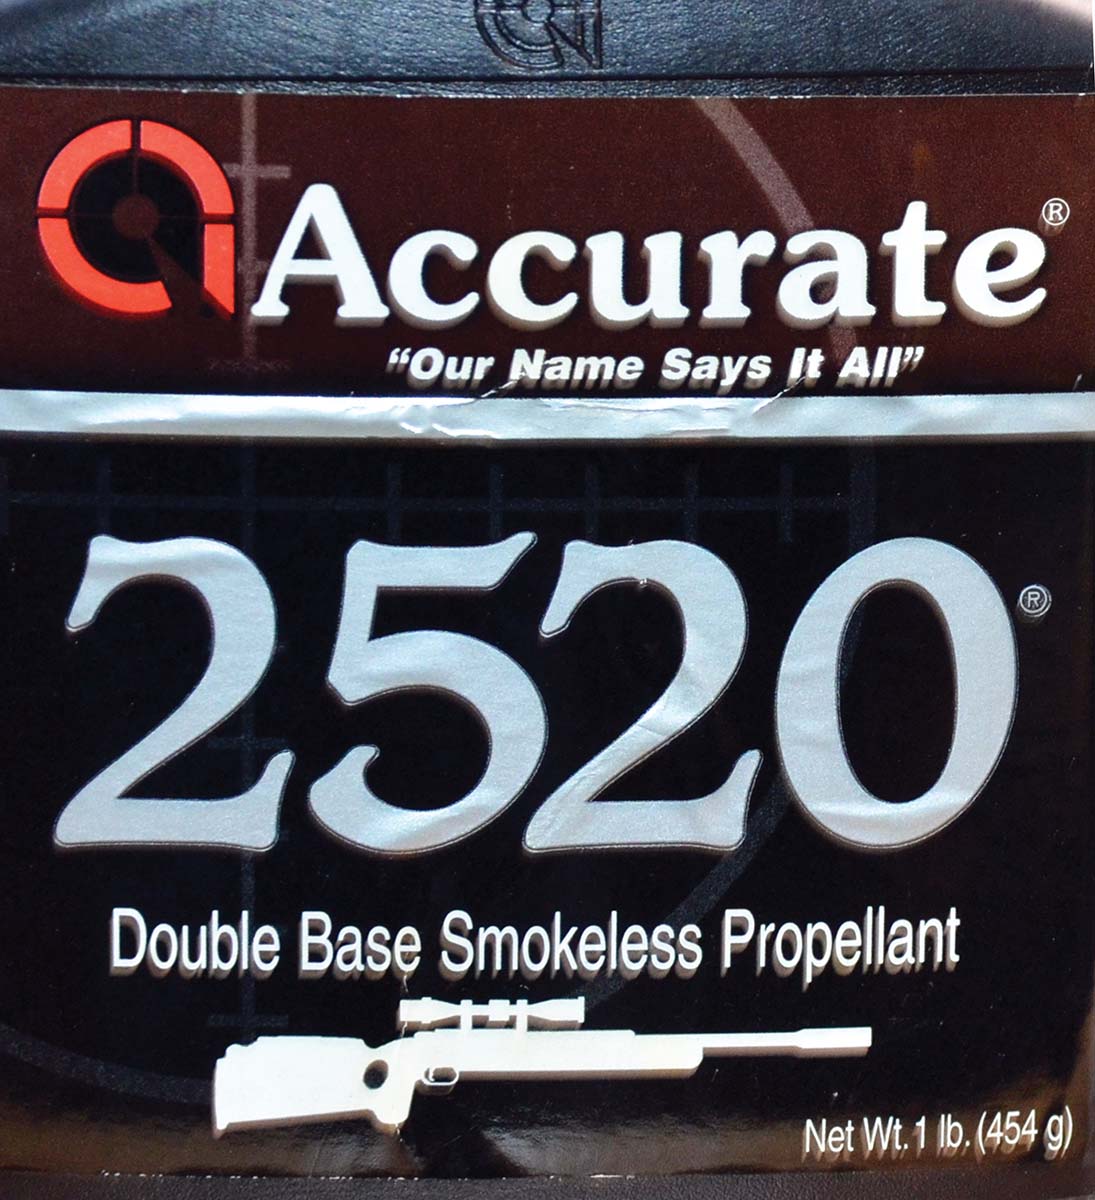 Accurate®
“Our Name Says It All”
2520®
Double Base Smokeless Propellant
Net Wt. 1 lb. (454 g)